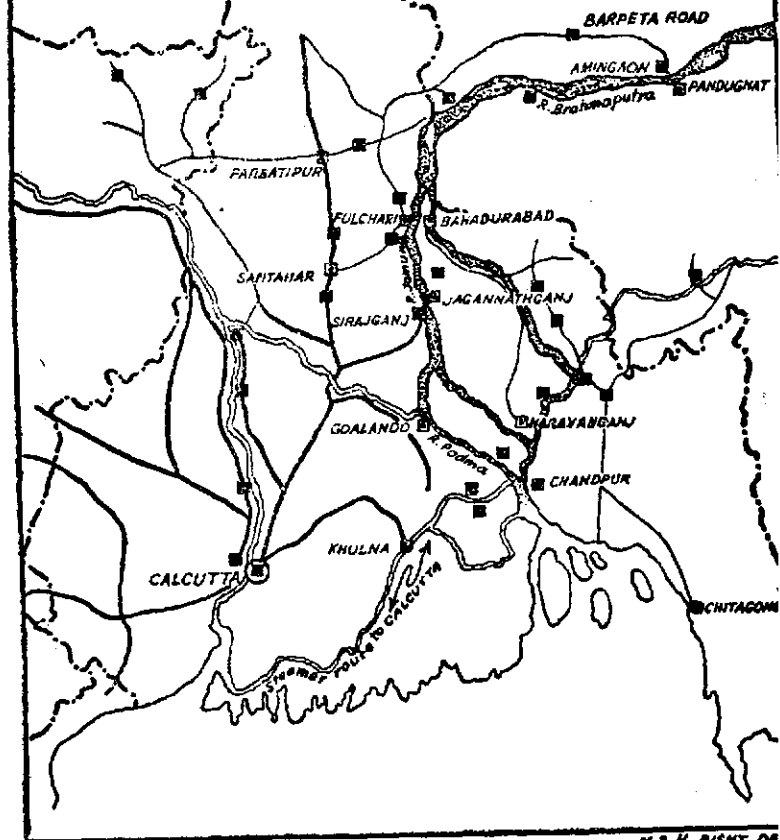 BARPETA ROAD
AMINGAON
PANDUGHAT
R. Brahmaputra
PARBATIPUR
FULCHARI
BAHADURABAD
SANTAHAR
R. Jamuna
JAGANNATHGANJ
SIRAJGANJ
GOALANDO
R. Padma
NARAYANGANJ
CHANDPUR
KHULNA
CALCUTTA
Steamer route to CALCUTTA
CHITAGONG